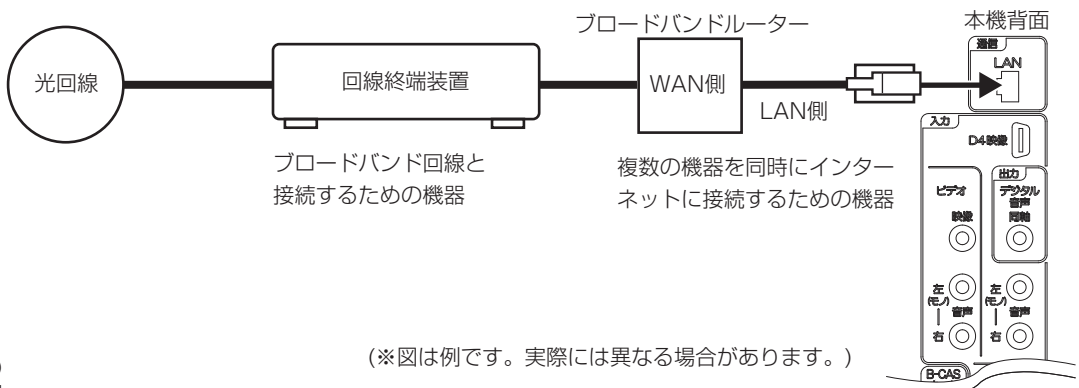 ブロードバンドルーター
本機背面
通信
LAN
光回線
回線終端装置
WAN側
LAN側
ブロードバンド回線と
接続するための機器
複数の機器を同時にインター
ネットに接続するための機器
入力
D4映像
出力
ビデオ
デジタル
音声
同軸
映像
左
(モノ)
音声
右
左
(モノ)
音声
右
(※図は例です。実際には異なる場合があります。)
B-CAS